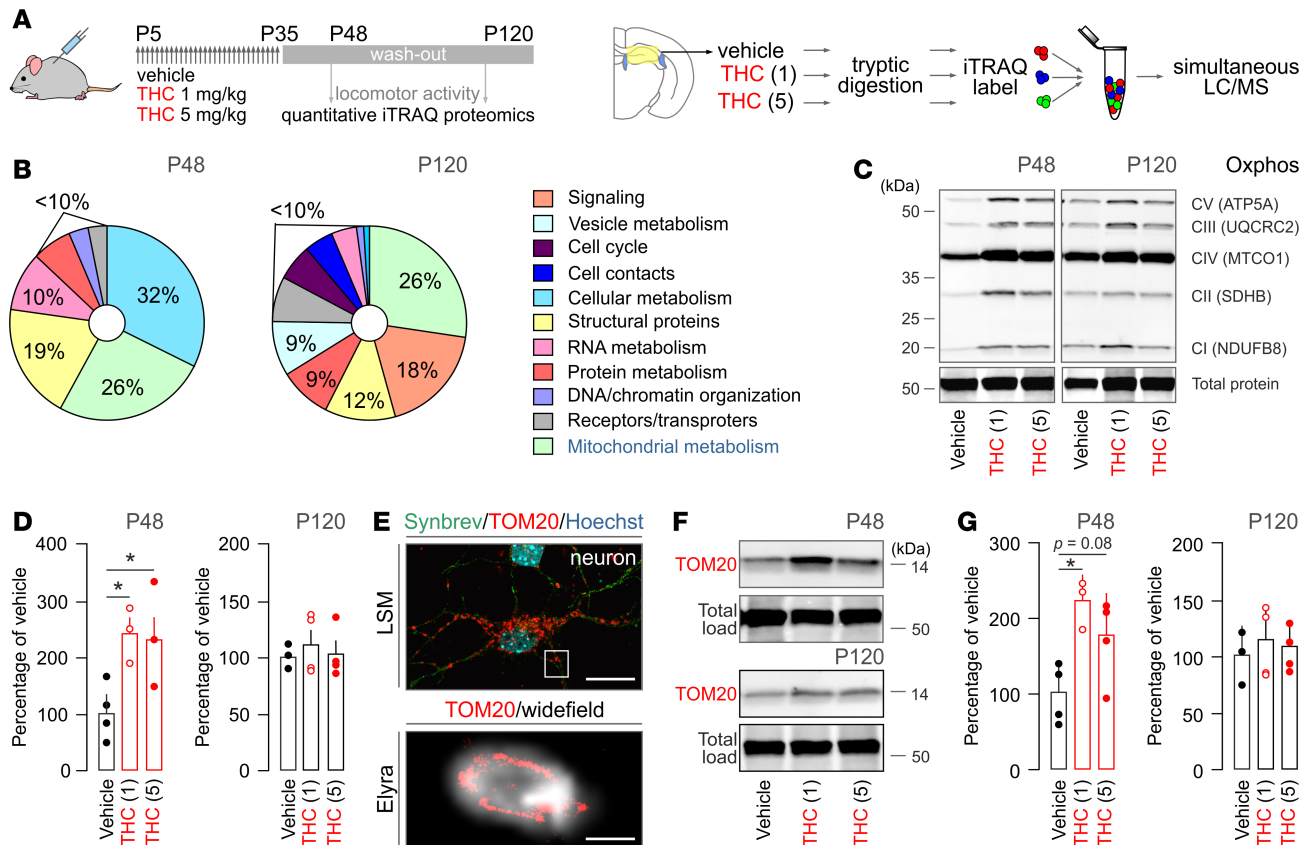 A
P5
P35
P48
P120
wash-out
vehicle
THC 1 mg/kg
THC 5 mg/kg
locomotor activity
quantitative iTRAQ proteomics
vehicle
THC (1)
THC (5)
tryptic
digestion
iTRAQ
label
simultaneous
LC/MS
B
P48
P120
<10%
32%
26%
19%
10%
<10%
26%
18%
12%
9%
9%
Signaling
Vesicle metabolism
Cell cycle
Cell contacts
Cellular metabolism
Structural proteins
RNA metabolism
Protein metabolism
DNA/chromatin organization
Receptors/transproters
Mitochondrial metabolism
C
P48
P120
Oxphos
(kDa)
50
35
25
20
50
CV (ATP5A)
CIII (UQCRC2)
CIV (MTCO1)
CII (SDHB)
CI (NDUFB8)
Total protein
Vehicle
THC (1)
THC (5)
Vehicle
THC (1)
THC (5)
D
P48
Percentage of vehicle
400
300
200
100
0
*
*
Vehicle
THC (1)
THC (5)
P120
Percentage of vehicle
200
150
100
50
0
Vehicle
THC (1)
THC (5)
E
Synbrev/TOM20/Hoechst
LSM
neuron
TOM20/widefield
Elyra
F
P48
TOM20
(kDa)
14
Total
load
50
P120
TOM20
14
Total
load
50
Vehicle
THC (1)
THC (5)
G
P48
Percentage of vehicle
300
200
100
0
p = 0.08
*
Vehicle
THC (1)
THC (5)
P120
Percentage of vehicle
200
150
100
50
0
Vehicle
THC (1)
THC (5)